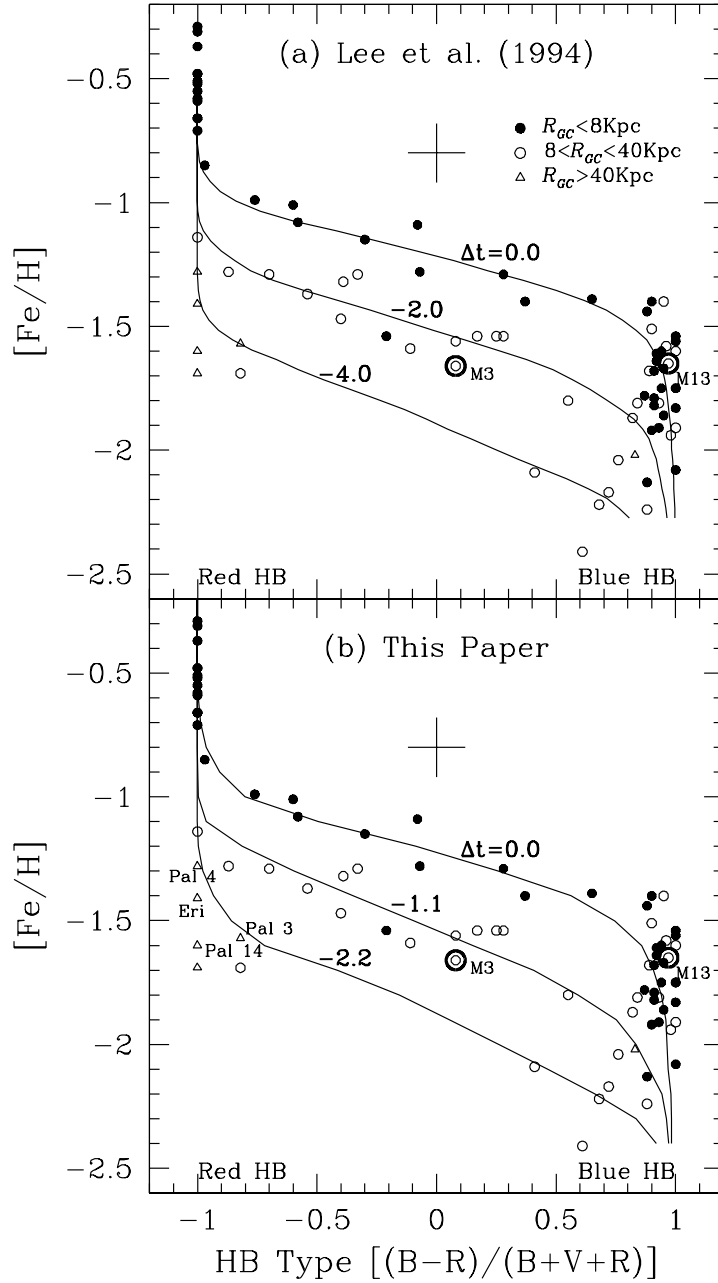 (a) Lee et al. (1994)
R_GC<8Kpc
8<R_GC<40Kpc
R_GC>40Kpc
−0.5
−1
−1.5
−2
−2.5
[Fe/H]
Δt=0.0
−2.0
−4.0
M3
M13
Red HB
Blue HB
(b) This Paper
−0.5
−1
−1.5
−2
−2.5
[Fe/H]
Δt=0.0
−1.1
−2.2
Pal 4
Eri
Pal 3
Pal 14
M3
M13
Red HB
Blue HB
−1
−0.5
0
0.5
1
HB Type [(B−R)/(B+V+R)]